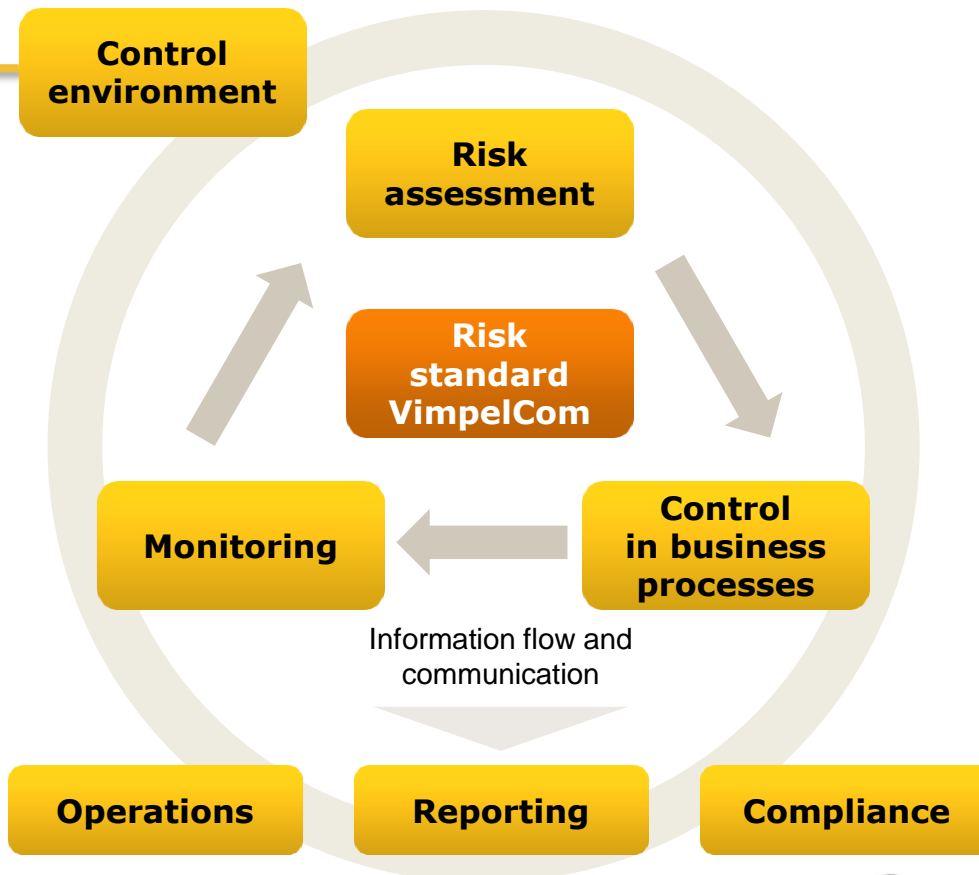 Control
environment
Risk
assessment
Risk
standard
VimpelCom
Monitoring
Control
in business
processes
Information flow and
communication
Operations
Reporting
Compliance